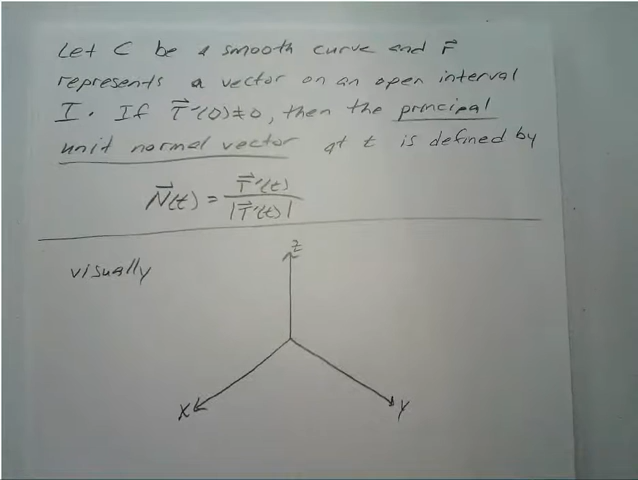 Let C be a smooth curve and r⃗
represents a vector on an open interval
I. If T⃗'(0)≠0, then the principal
unit normal vector at t is defined by
N⃗(t) = T⃗'(t) / |T⃗'(t)|
visually
z
x
y